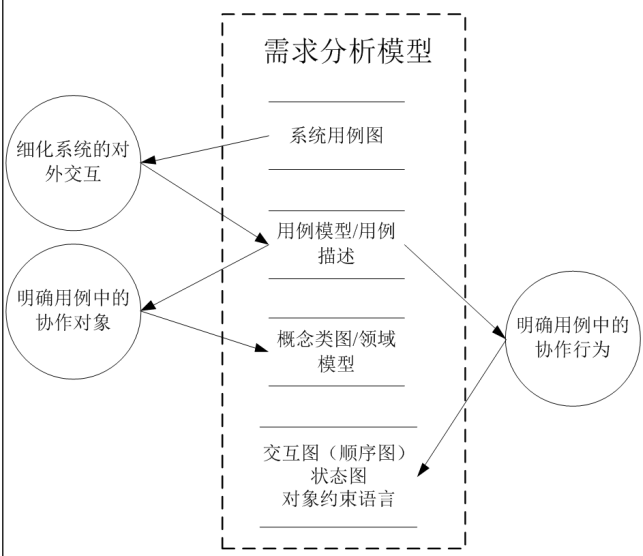 需求分析模型
系统用例图
细化系统的对
外交互
用例模型/用例
描述
明确用例中的
协作对象
概念类图/领域
模型
明确用例中的
协作行为
交互图（顺序图）
状态图
对象约束语言